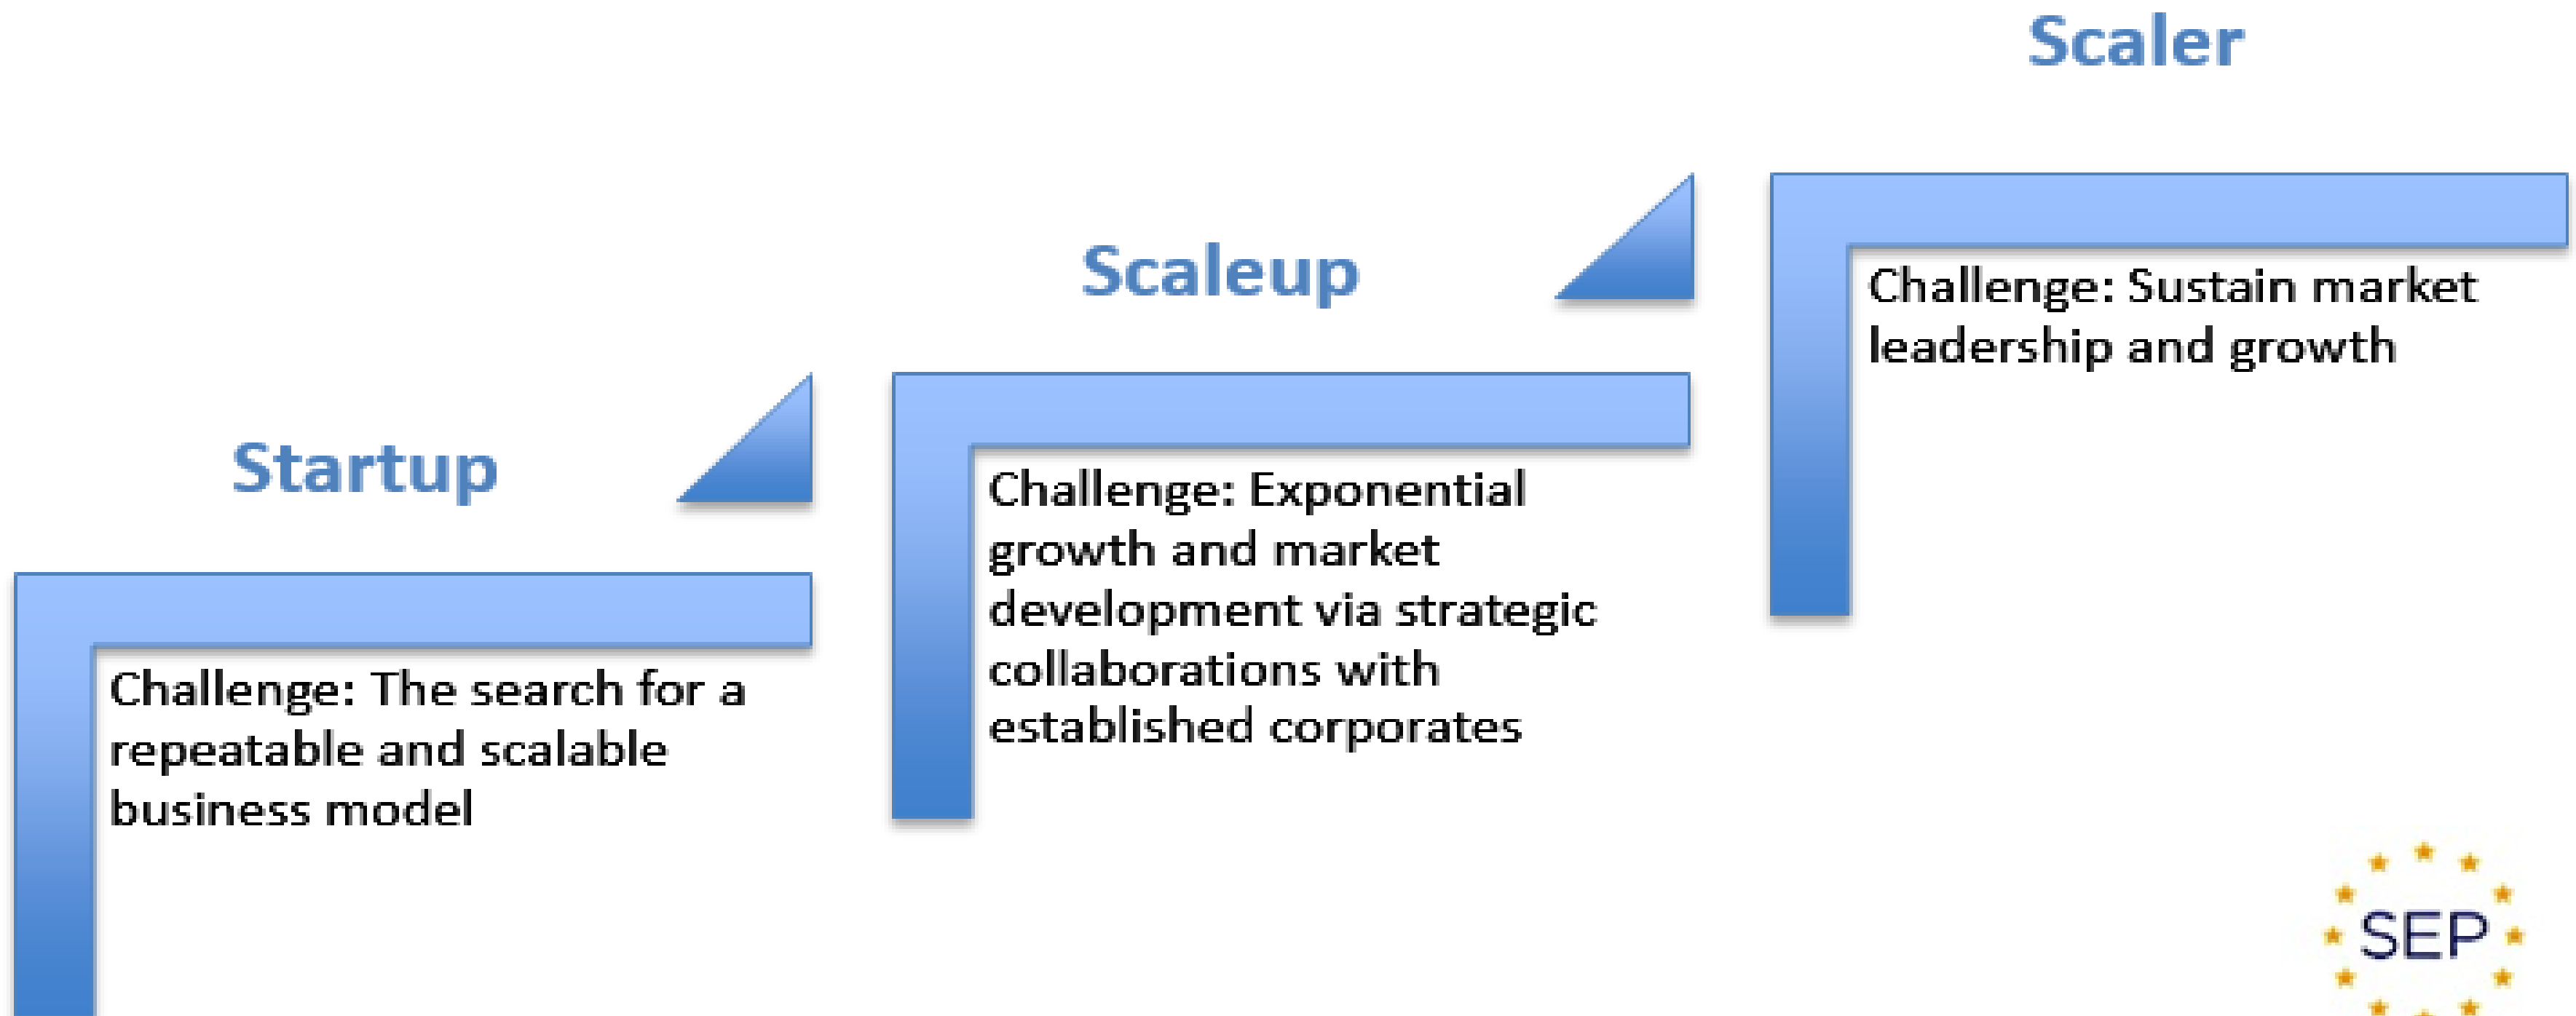 Startup
Challenge: The search for a
repeatable and scalable
business model
Scaleup
Challenge: Exponential
growth and market
development via strategic
collaborations with
established corporates
Scaler
Challenge: Sustain market
leadership and growth
SEP